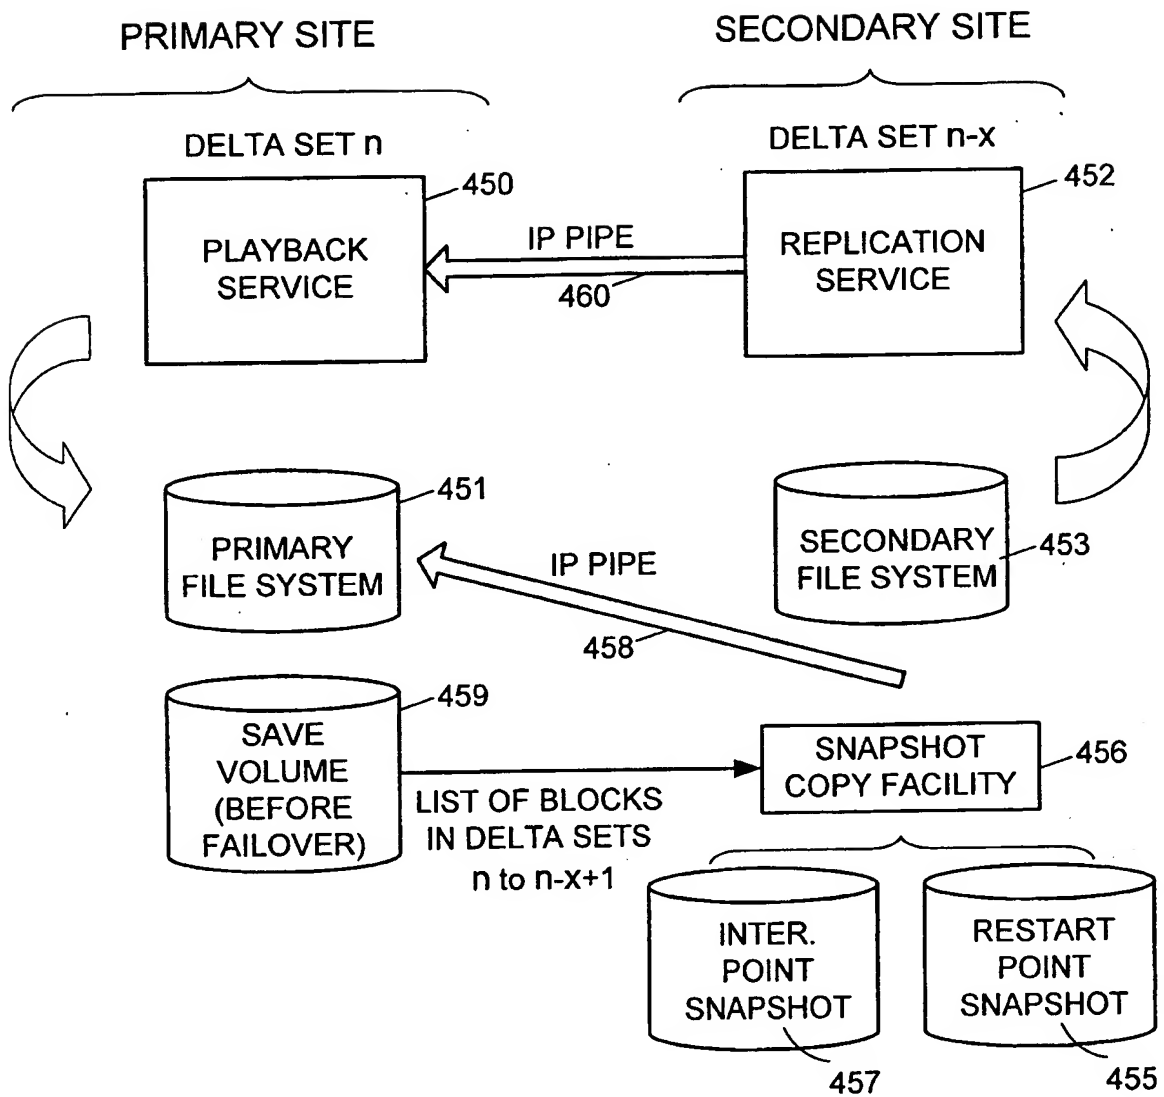 PRIMARY SITE
SECONDARY SITE
DELTA SET n
DELTA SET n-x
450
452
PLAYBACK
SERVICE
IP PIPE
460
REPLICATION
SERVICE
451
PRIMARY
FILE SYSTEM
IP PIPE
458
SECONDARY
FILE SYSTEM
453
459
SAVE
VOLUME
(BEFORE
FAILOVER)
LIST OF BLOCKS
IN DELTA SETS
n to n-x+1
SNAPSHOT
COPY FACILITY
456
INTER.
POINT
SNAPSHOT
457
RESTART
POINT
SNAPSHOT
455